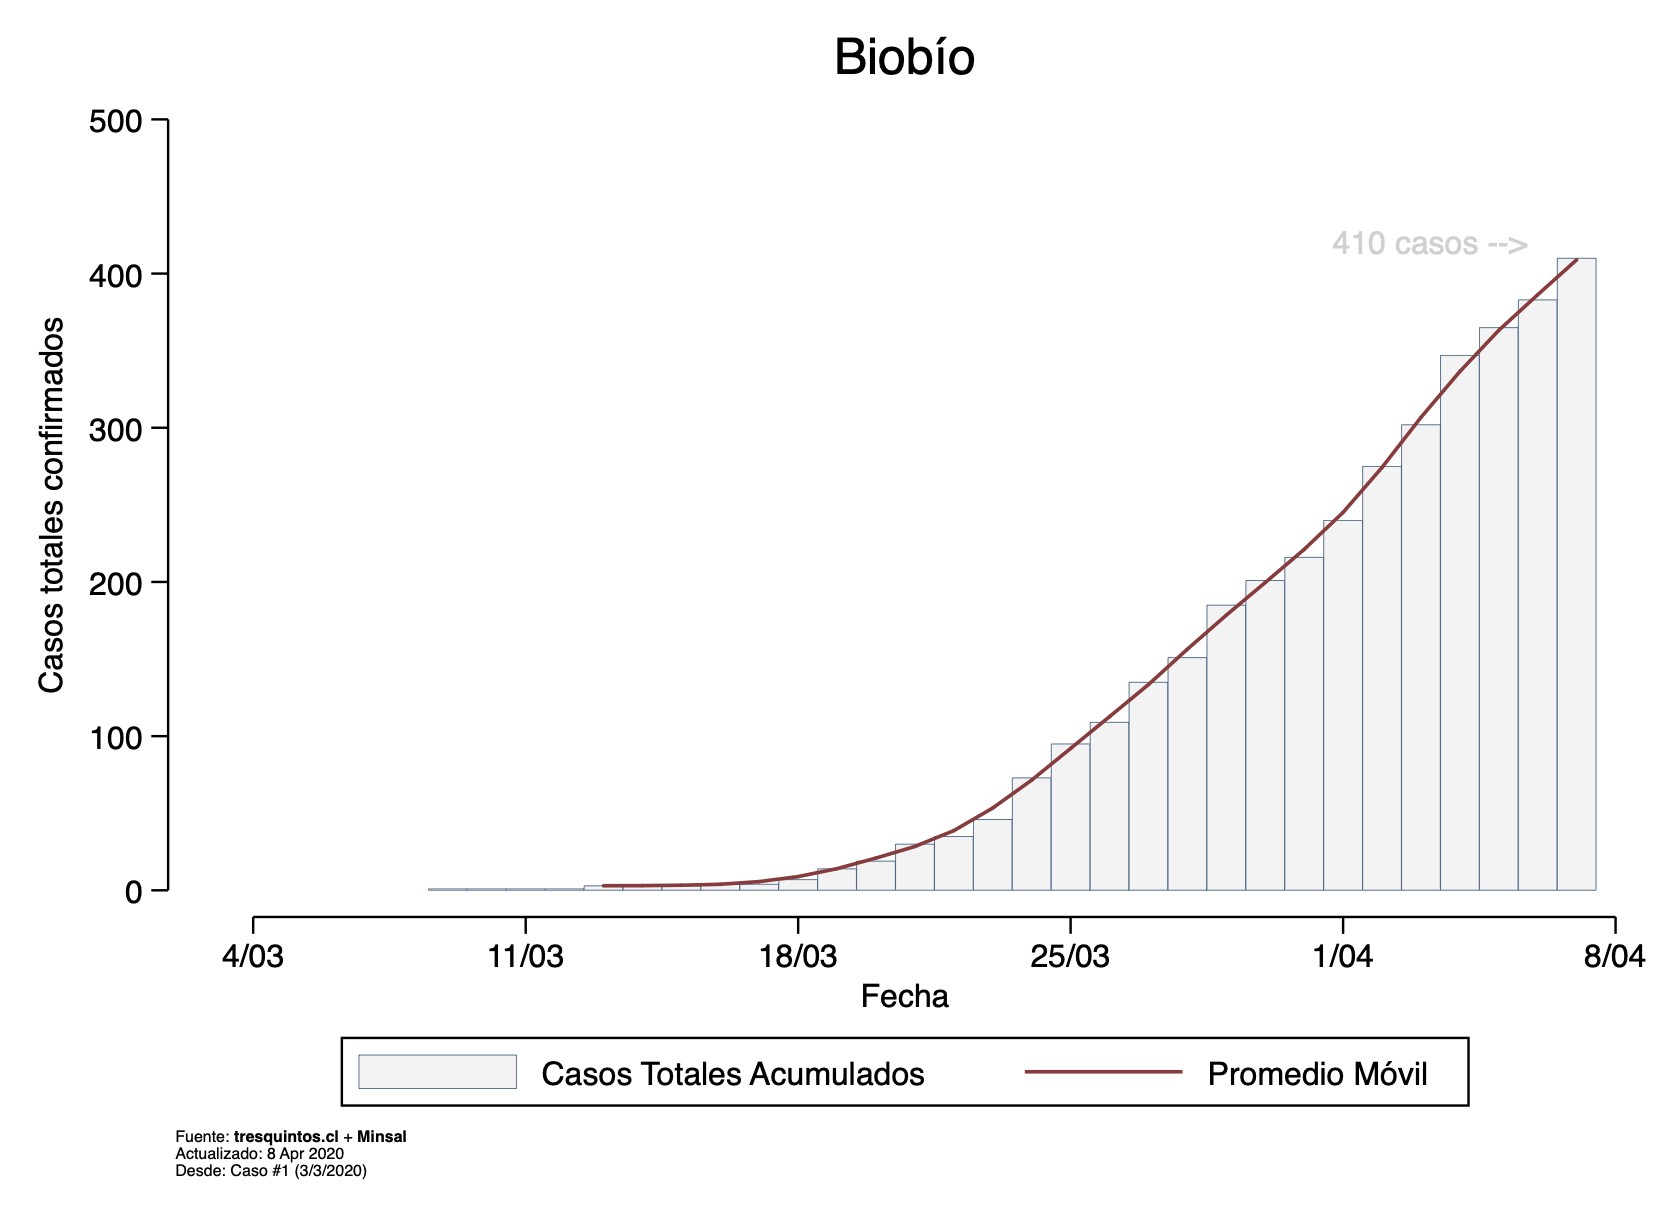 Biobío
500
400
300
200
100
0
Casos totales confirmados
410 casos -->
4/03 11/03 18/03 25/03 1/04 8/04
Fecha
Casos Totales Acumulados Promedio Móvil
Fuente: tresquintos.cl + Minsal
Actualizado: 8 Apr 2020
Desde: Caso #1 (3/3/2020)